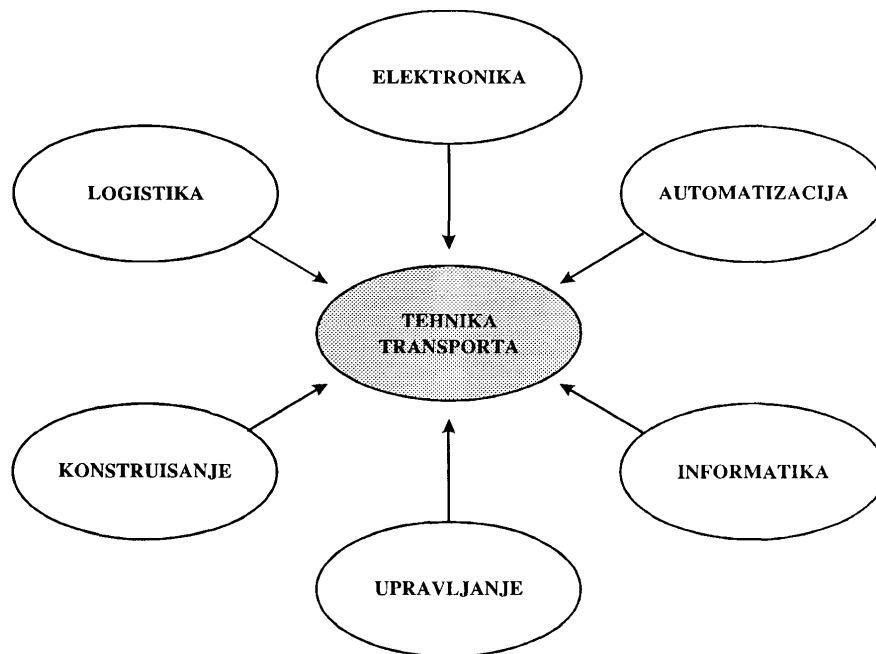 ELEKTRONIKA
LOGISTIKA
AUTOMATIZACIJA
TEHNIKA
TRANSPORTA
KONSTRUISANJE
INFORMATIKA
UPRAVLJANJE